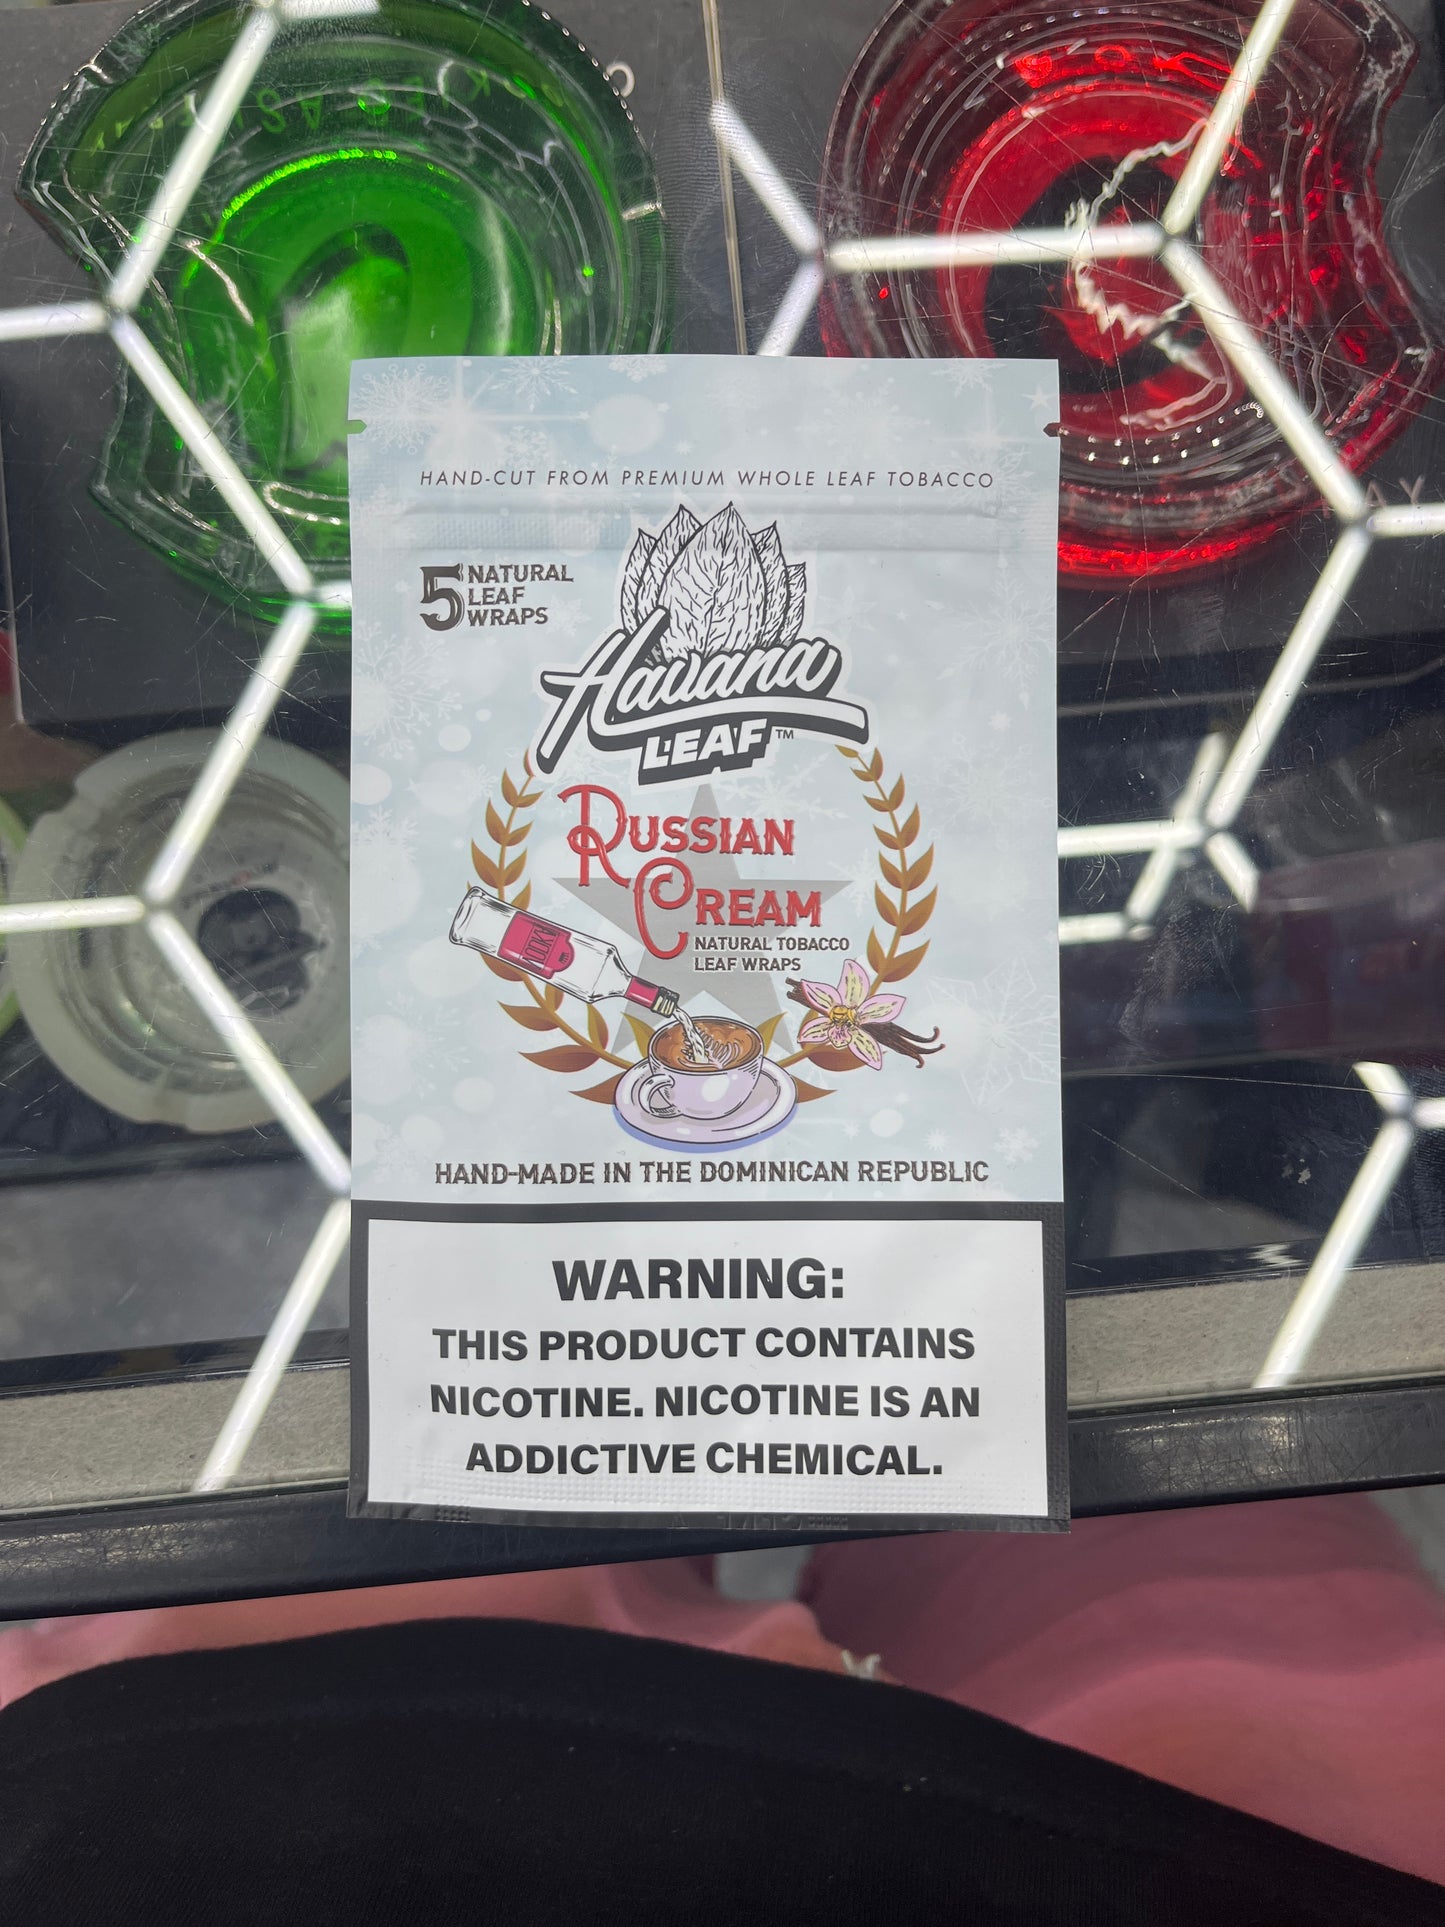 HAND-CUT FROM PREMIUM WHOLE LEAF TOBACCO
5 NATURAL
LEAF
WRAPS
Havana
LEAF™
RUSSIAN
CREAM
NATURAL TOBACCO
LEAF WRAPS
VODKA
HAND-MADE IN THE DOMINICAN REPUBLIC
WARNING:
THIS PRODUCT CONTAINS
NICOTINE. NICOTINE IS AN
ADDICTIVE CHEMICAL.